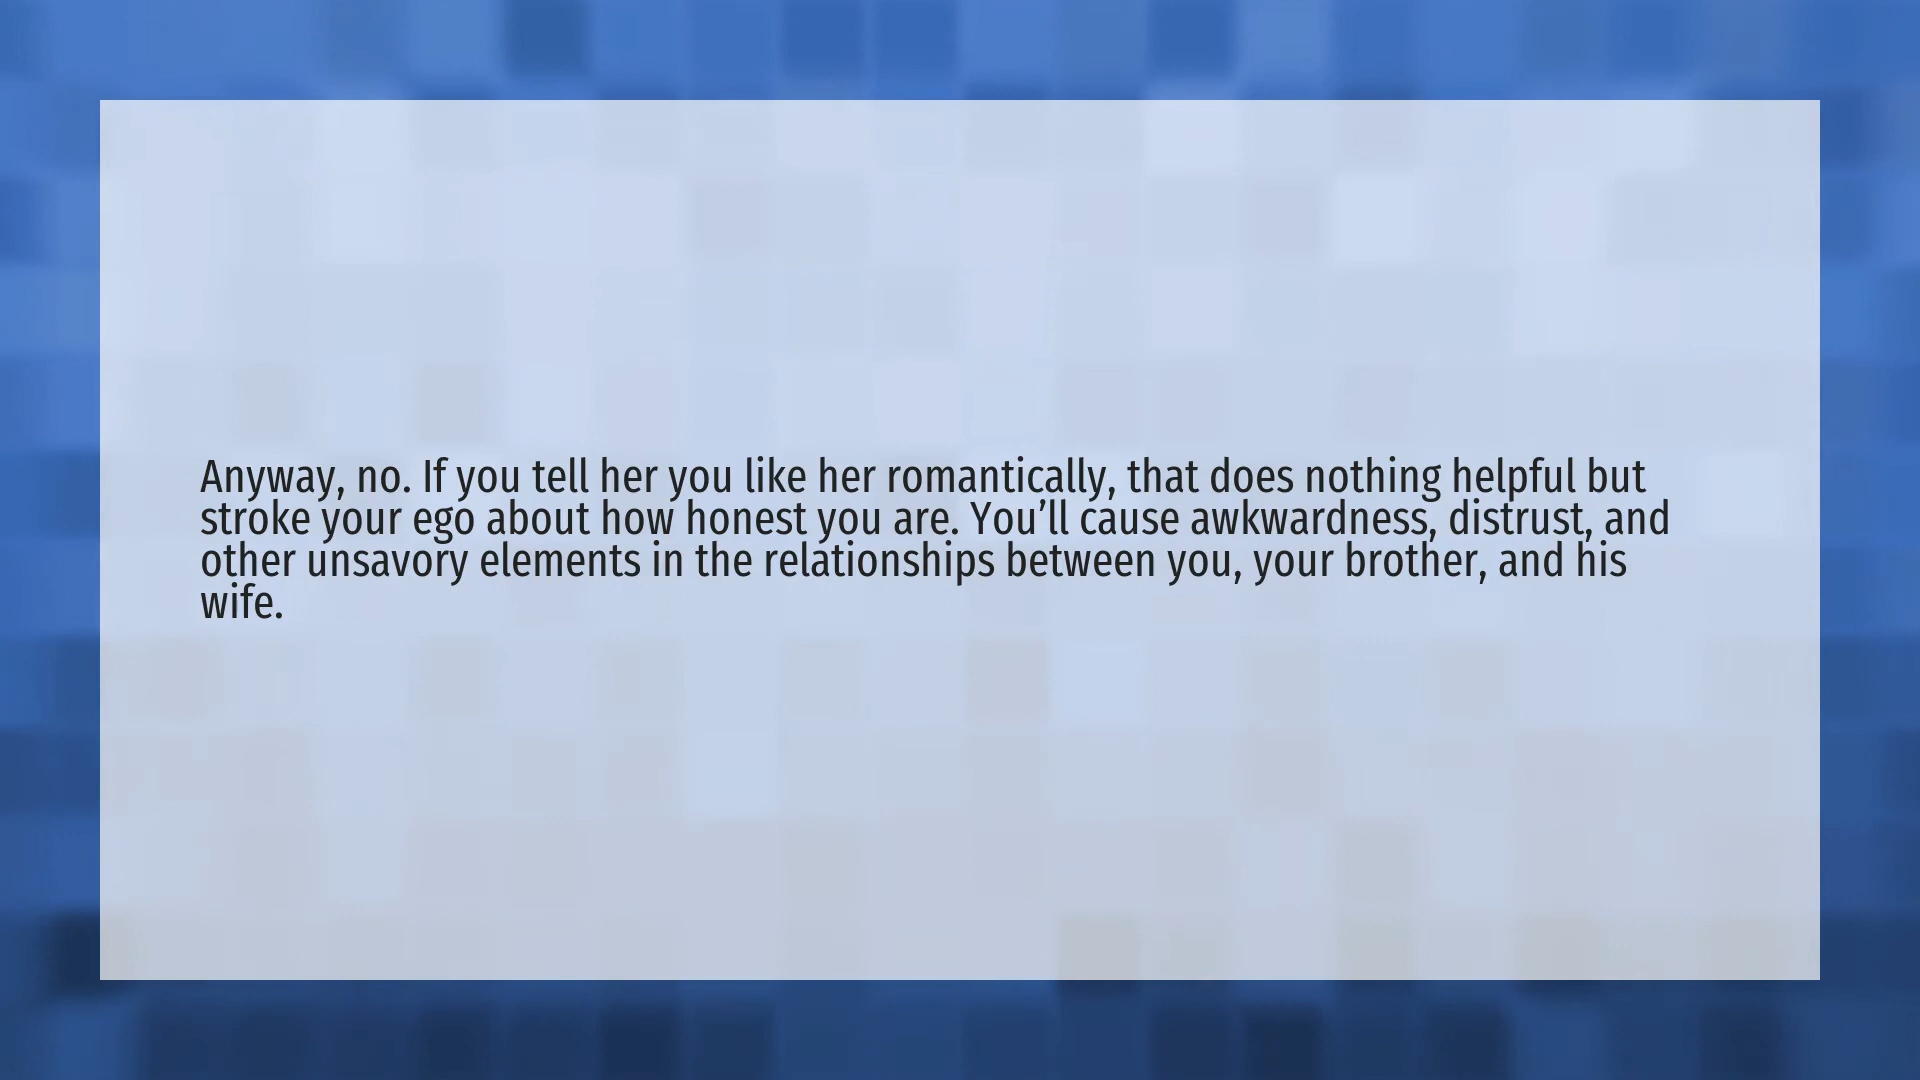 Anyway, no. If you tell her you like her romantically, that does nothing helpful but
stroke your ego about how honest you are. You’ll cause awkwardness, distrust, and
other unsavory elements in the relationships between you, your brother, and his
wife.